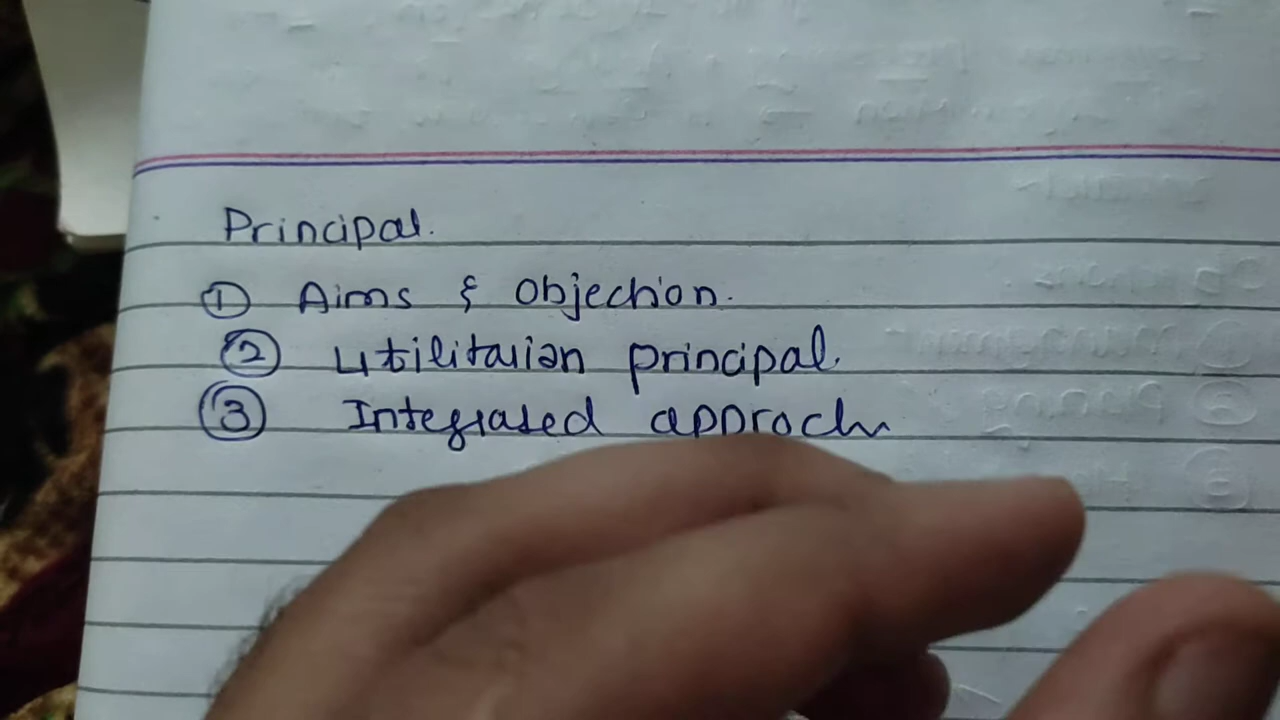 Principal.
① Aims & Objection.
② Utilitarian principal.
③ Integrated approch